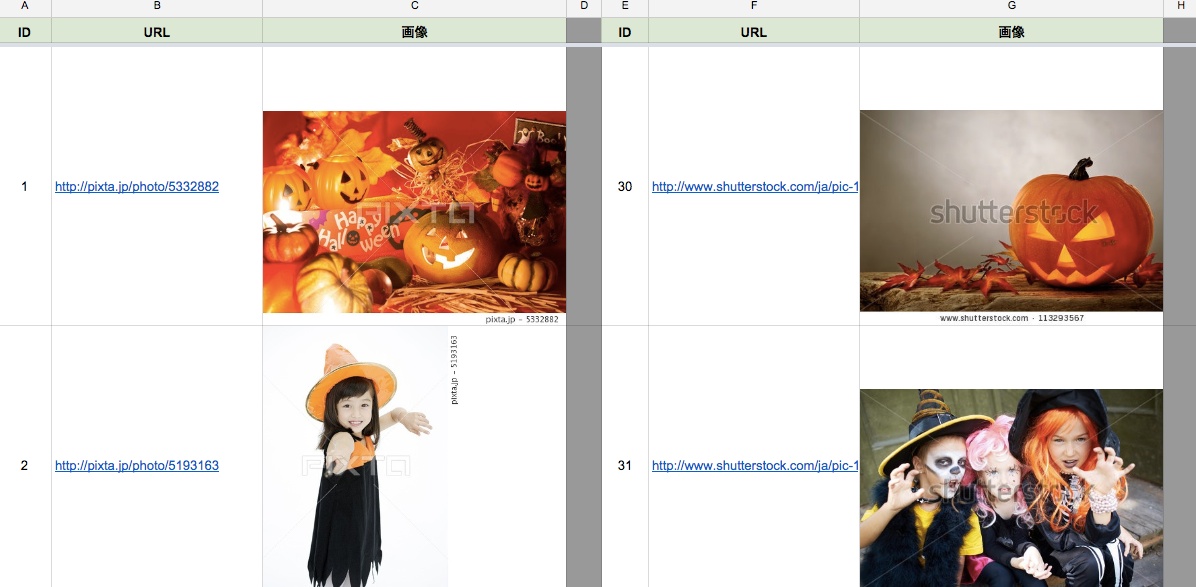 A B C D E F G H
ID URL 画像 ID URL 画像
1
http://pixta.jp/photo/5332882
Boo!
Happy
Halloween
PIXTA
pixta.jp - 5332882
30
http://www.shutterstock.com/ja/pic-1
shutterstock
www.shutterstock.com · 113293567
2
http://pixta.jp/photo/5193163
pixta.jp - 5193163
PIXTA
31
http://www.shutterstock.com/ja/pic-1
shutterstock